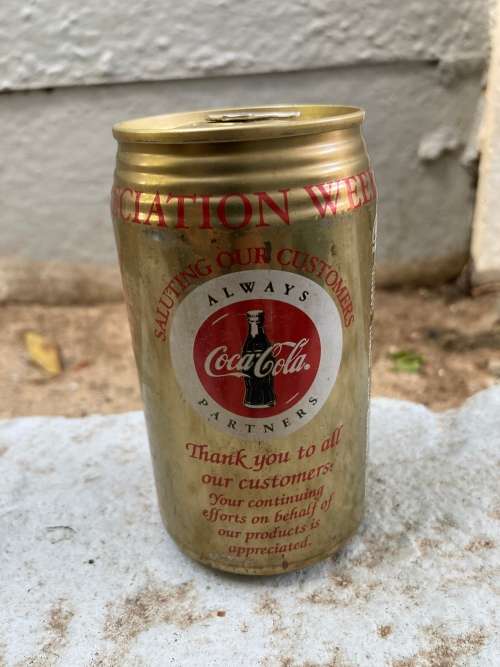 CIATION WEE
SALUTING OUR CUSTOMERS
ALWAYS
Coca-Cola®
PARTNERS
Thank you to all
our customers.
Your continuing
efforts on behalf of
our products is
appreciated.